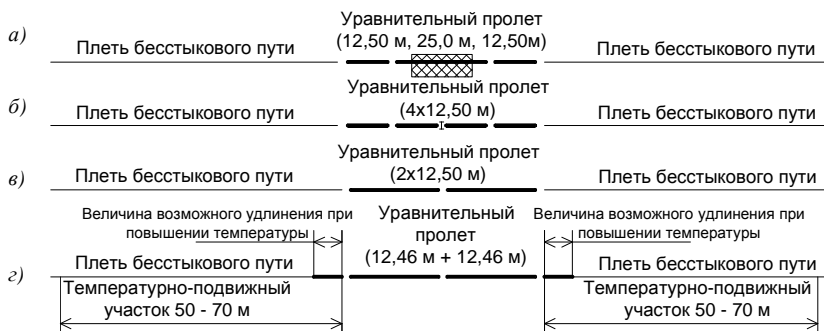 Уравнительный пролет
а) Плеть бесстыкового пути (12,50 м, 25,0 м, 12,50м) Плеть бесстыкового пути
Уравнительный пролет
б) Плеть бесстыкового пути (4х12,50 м) Плеть бесстыкового пути
Уравнительный пролет
в) Плеть бесстыкового пути (2х12,50 м) Плеть бесстыкового пути
Величина возможного удлинения при
повышении температуры
Уравнительный
пролет
(12,46 м + 12,46 м)
Величина возможного удлинения при
повышении температуры
г) Плеть бесстыкового пути Плеть бесстыкового пути
Температурно-подвижный
участок 50 - 70 м
Температурно-подвижный
участок 50 - 70 м